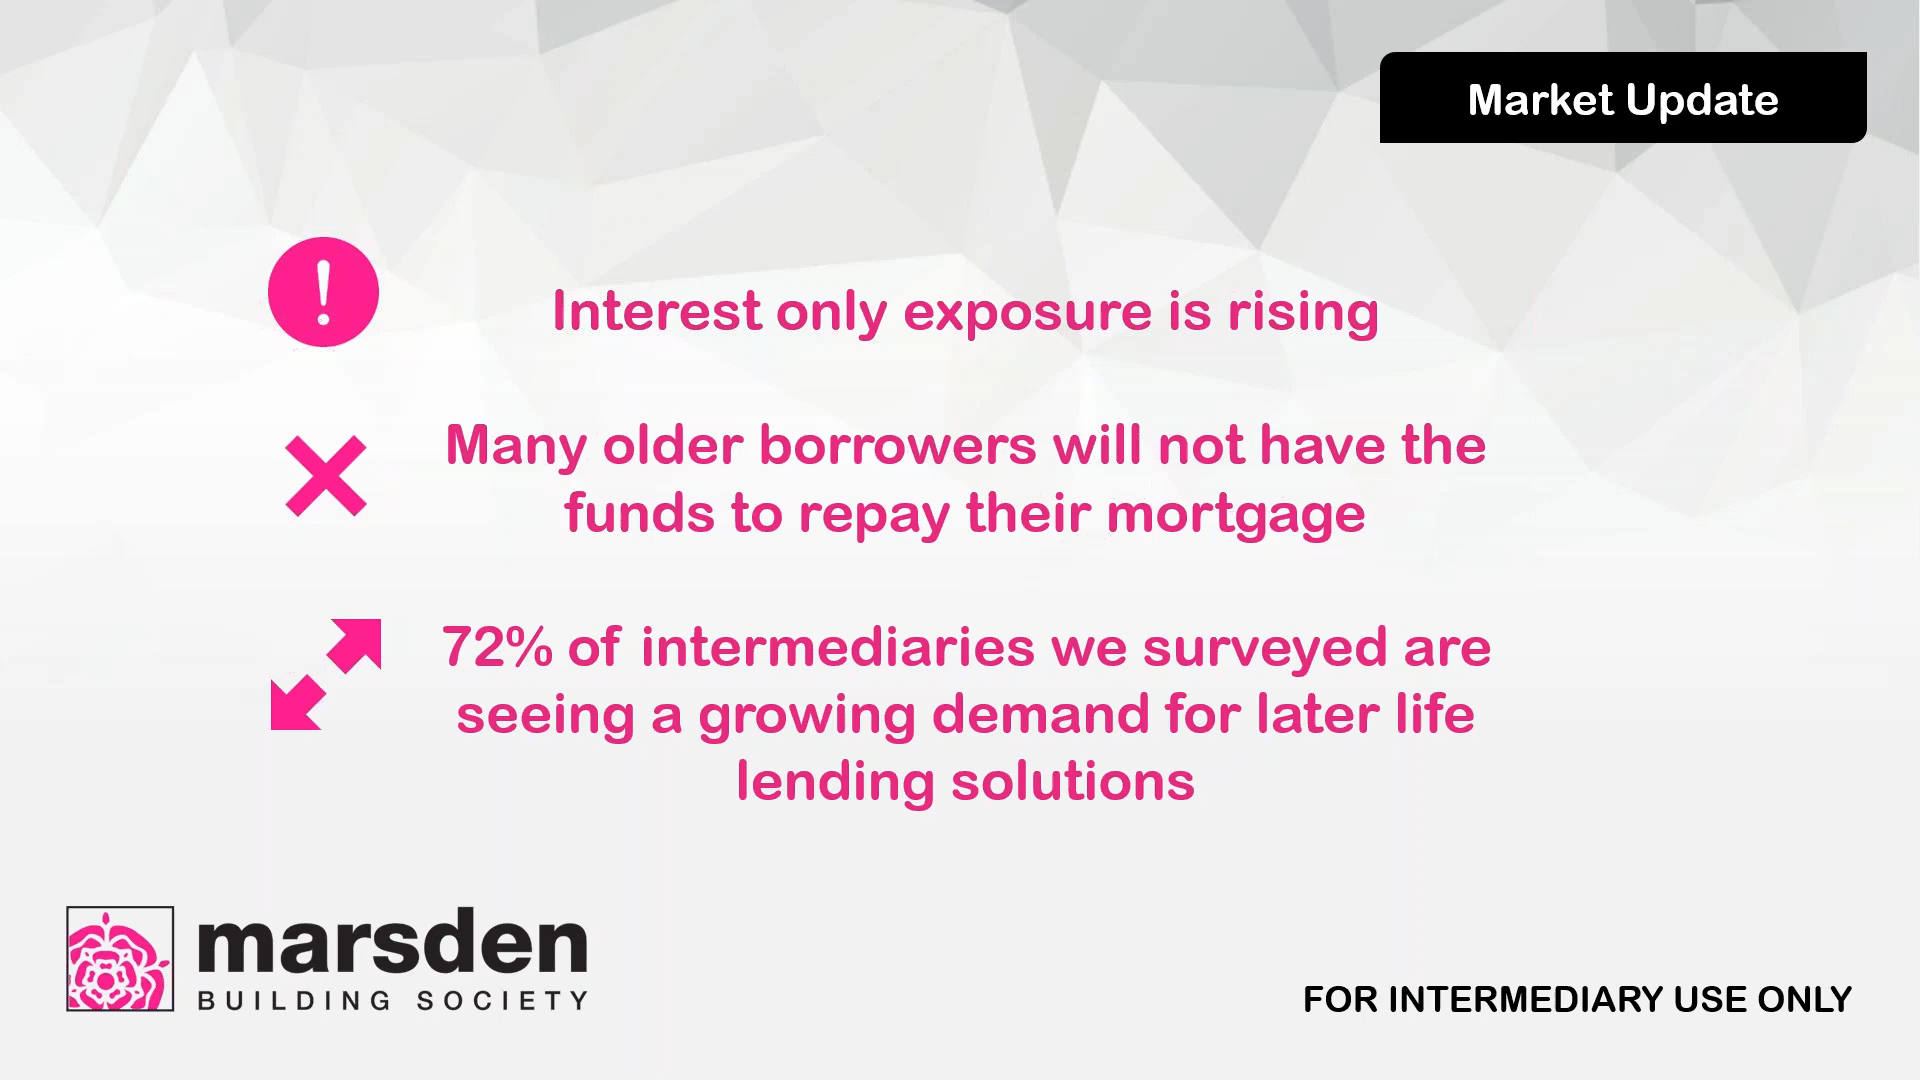 Market Update
Interest only exposure is rising
Many older borrowers will not have the
funds to repay their mortgage
72% of intermediaries we surveyed are
seeing a growing demand for later life
lending solutions
marsden
BUILDING SOCIETY
FOR INTERMEDIARY USE ONLY